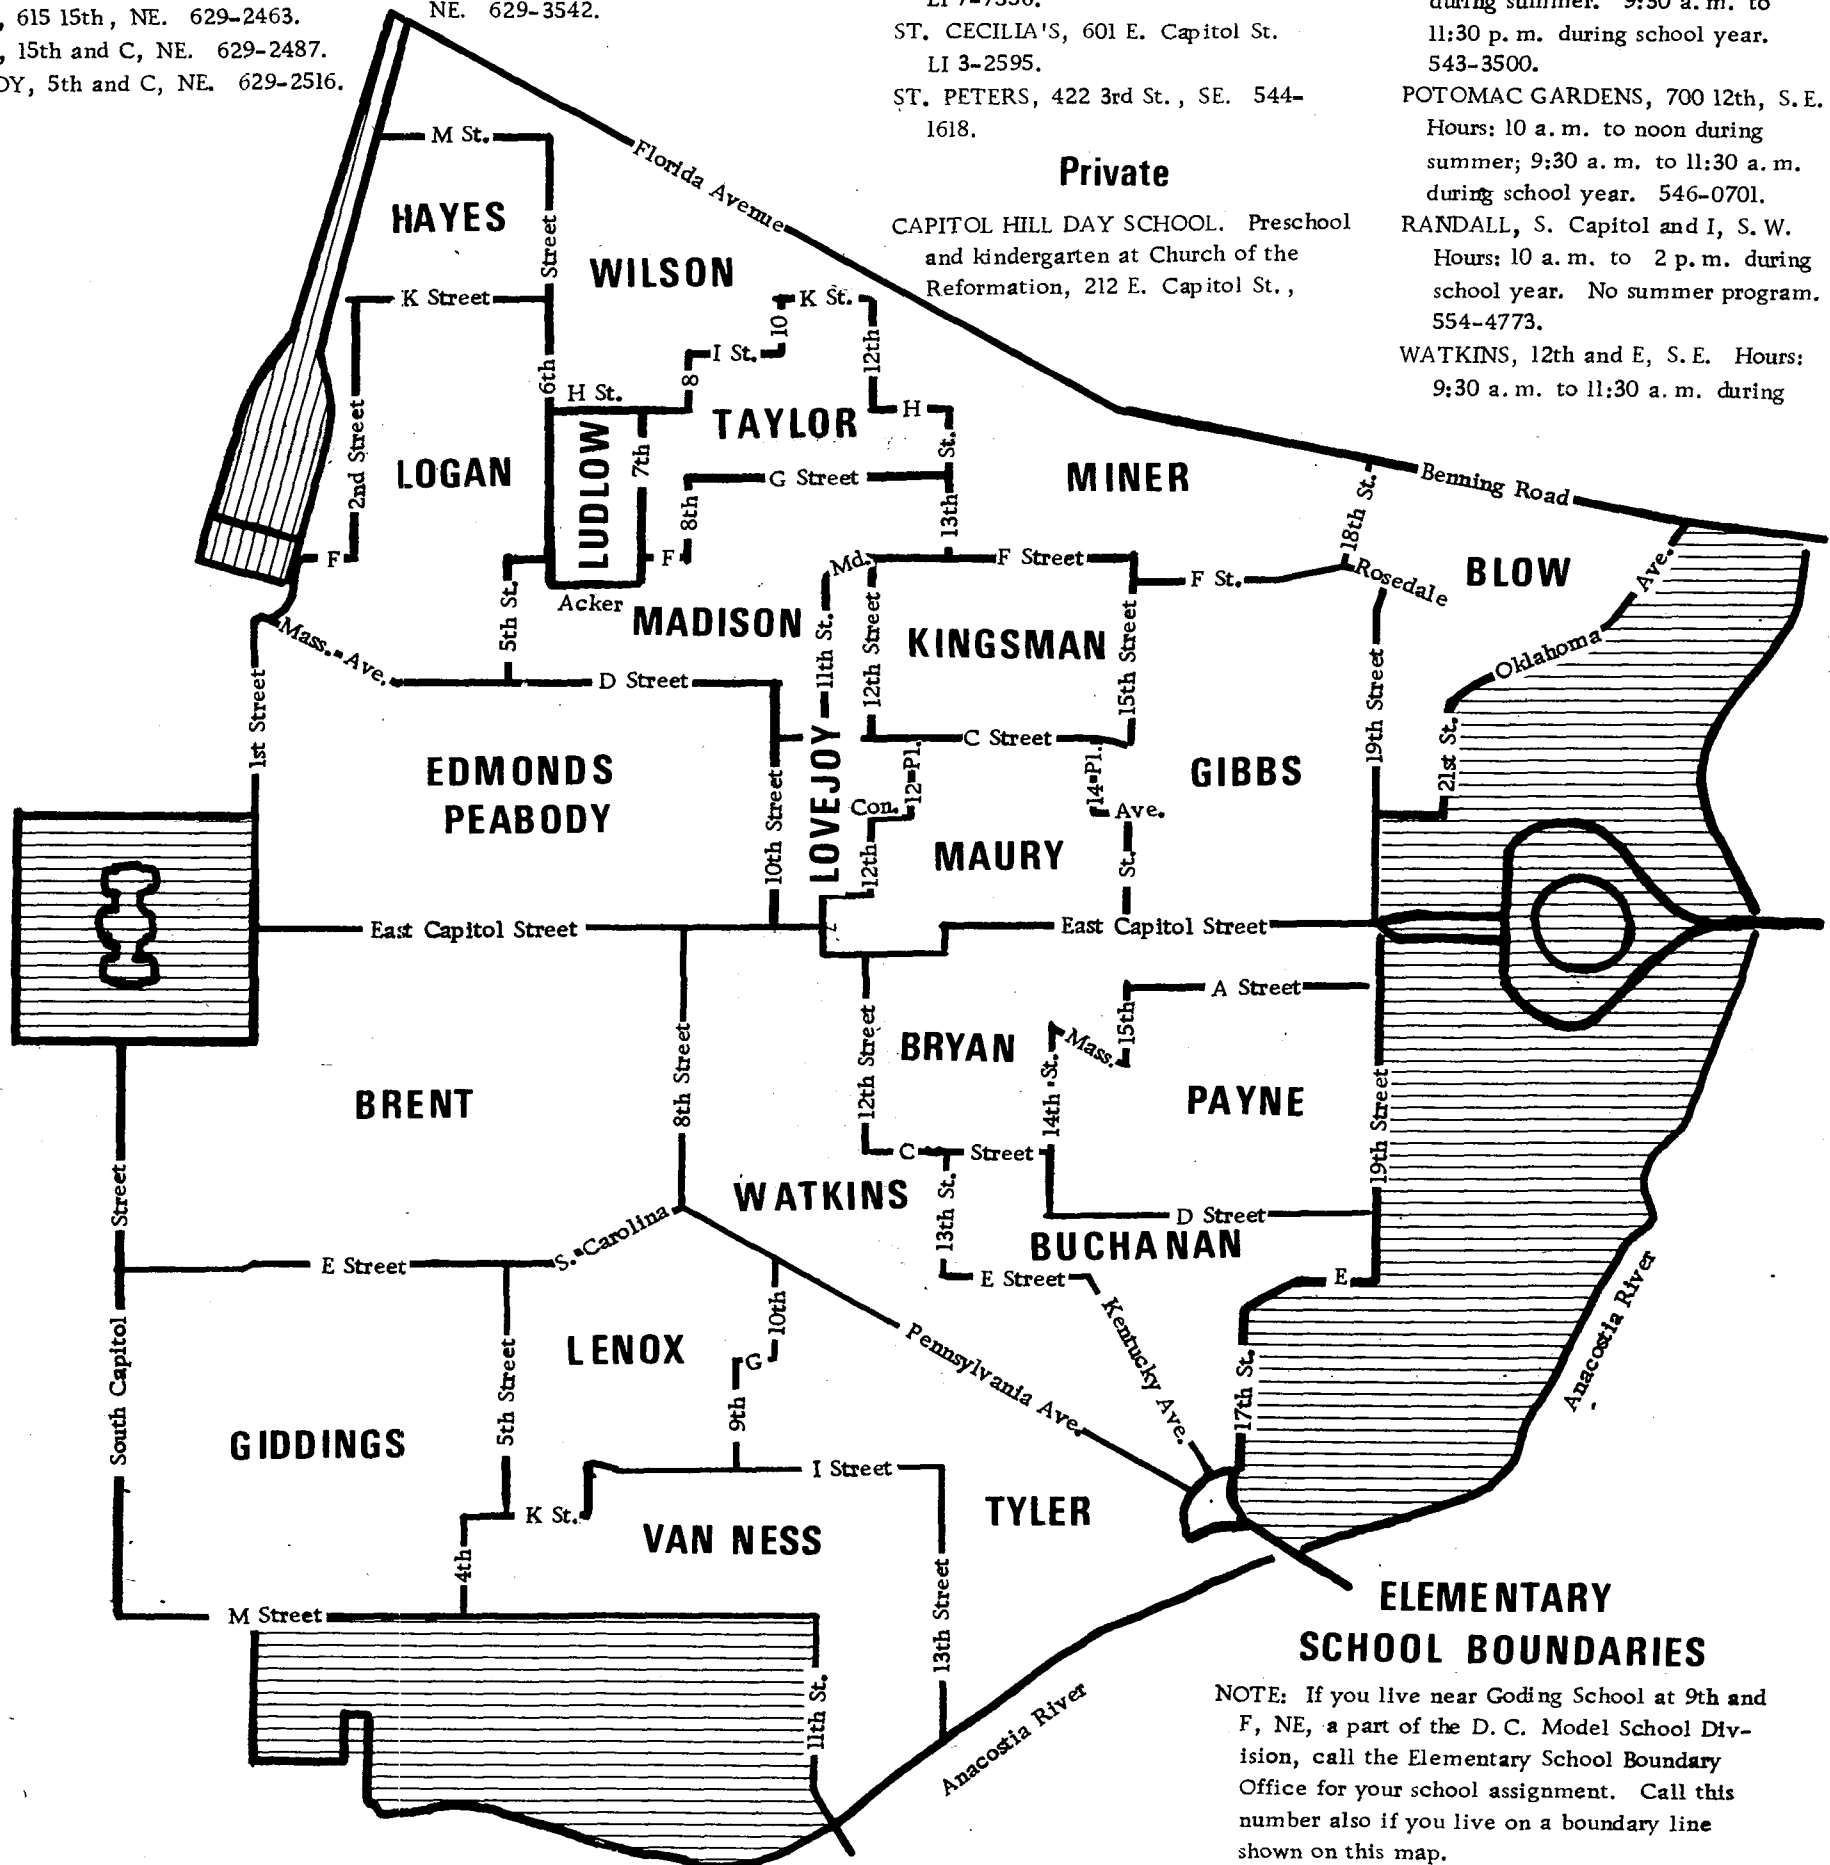 , 615 15th, NE. 629-2463.
, 15th and C, NE. 629-2487.
DY, 5th and C, NE. 629-2516.
NE. 629-3542.
ST. CECILIA'S, 601 E. Capitol St.
LI 3-2595.
ST. PETERS, 422 3rd St., SE. 544-
1618.
Private
CAPITOL HILL DAY SCHOOL. Preschool
and kindergarten at Church of the
Reformation, 212 E. Capitol St.,
during summer. 9:30 a.m. to
11:30 p.m. during school year.
543-3500.
POTOMAC GARDENS, 700 12th, S.E.
Hours: 10 a.m. to noon during
summer; 9:30 a.m. to 11:30 a.m.
during school year. 546-0701.
RANDALL, S. Capitol and I, S.W.
Hours: 10 a.m. to 2 p.m. during
school year. No summer program.
554-4773.
WATKINS, 12th and E, S.E. Hours:
9:30 a.m. to 11:30 a.m. during
M St.
Florida Avenue
HAYES
6th Street
WILSON
K Street
K St.
10
I St.
12th
8
H St.
H
2nd Street
LOGAN
LUDLOW
7th
TAYLOR
13th St.
G Street
8th
MINER
18th St.
Benning Road
F
F
Md.
F Street
F St.
Rosedale
BLOW
Oklahoma Ave.
Acker
5th St.
MADISON
11th St.
12th Street
KINGSMAN
15th Street
Mass. Ave.
D Street
1st Street
19th Street
21st St.
EDMONDS
PEABODY
10th Street
LOVEJOY
C Street
12 Pl.
14 Pl.
GIBBS
Con.
Ave.
12th
MAURY
St.
East Capitol Street
East Capitol Street
A Street
8th Street
12th Street
BRYAN
Mass.
15th
14th St.
BRENT
PAYNE
19th Street
C Street
WATKINS
13th St.
D Street
BUCHANAN
South Capitol Street
E Street
S. Carolina
E Street
E
10th
Kentucky Ave.
Pennsylvania Ave.
17th St.
Anacostia River
LENOX
G
5th Street
9th
GIDDINGS
I Street
K St.
VAN NESS
TYLER
4th
13th Street
M Street
11th St.
Anacostia River
ELEMENTARY
SCHOOL BOUNDARIES
NOTE: If you live near Goding School at 9th and
F, NE, a part of the D.C. Model School Div-
ision, call the Elementary School Boundary
Office for your school assignment. Call this
number also if you live on a boundary line
shown on this map.